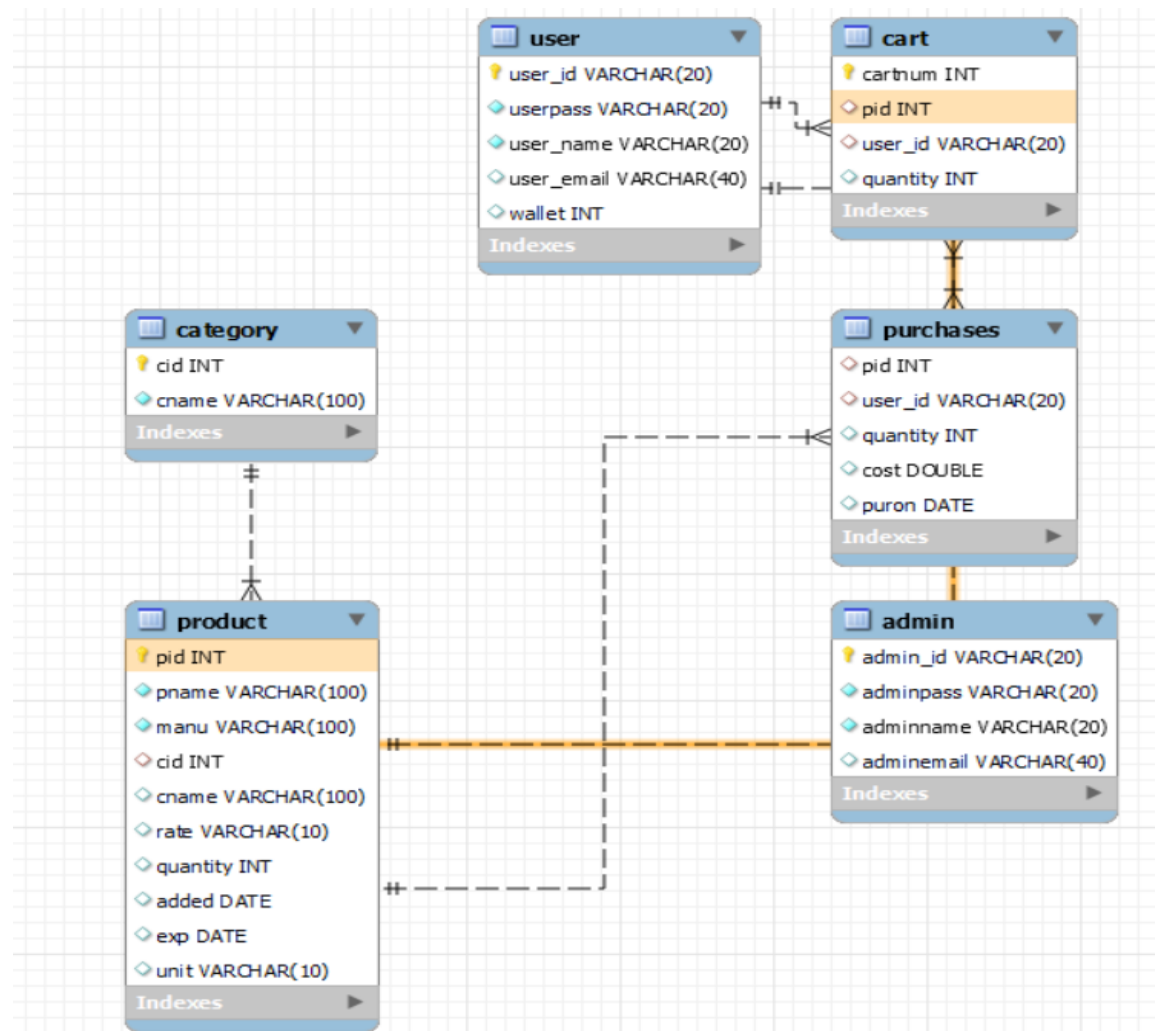 user
user_id VARCHAR(20)
userpass VARCHAR(20)
user_name VARCHAR(20)
user_email VARCHAR(40)
wallet INT
Indexes
cart
cartnum INT
pid INT
user_id VARCHAR(20)
quantity INT
Indexes
category
cid INT
cname VARCHAR(100)
Indexes
purchases
pid INT
user_id VARCHAR(20)
quantity INT
cost DOUBLE
puron DATE
Indexes
product
pid INT
pname VARCHAR(100)
manu VARCHAR(100)
cid INT
cname VARCHAR(100)
rate VARCHAR(10)
quantity INT
added DATE
exp DATE
unit VARCHAR(10)
Indexes
admin
admin_id VARCHAR(20)
adminpass VARCHAR(20)
adminname VARCHAR(20)
adminemail VARCHAR(40)
Indexes